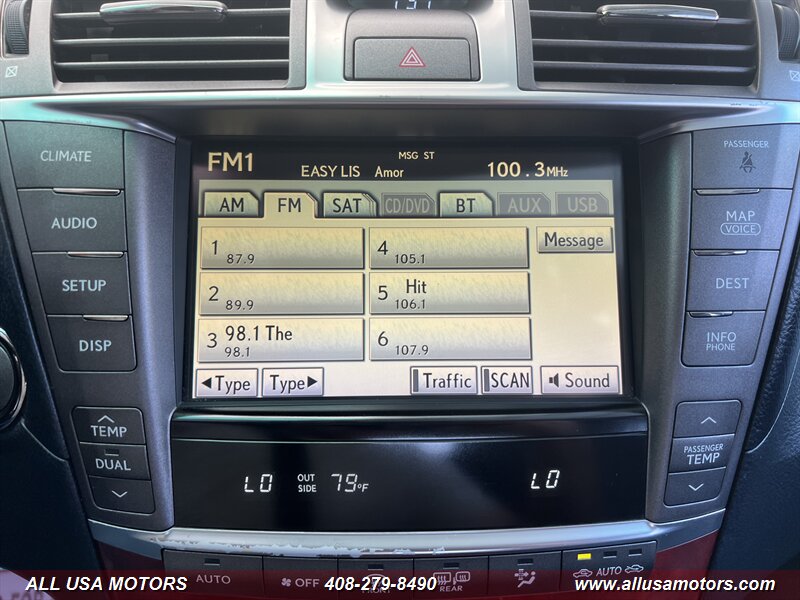 1:31
PASSENGER
CLIMATE
AUDIO
SETUP
DISP
MAP
VOICE
DEST
INFO
PHONE
FM1
MSG ST
EASY LIS Amor
100.3MHz
AM FM SAT CD/DVD BT AUX USB
1 87.9
4 105.1
Message
2 89.9
5 Hit 106.1
3 98.1 The 98.1
6 107.9
◀Type Type▶ Traffic SCAN Sound
TEMP
DUAL
PASSENGER
TEMP
LO
OUT
SIDE
79°F
LO
AUTO
OFF
FRONT
REAR
AUTO
ALL USA MOTORS 408-279-8490 www.allusamotors.com